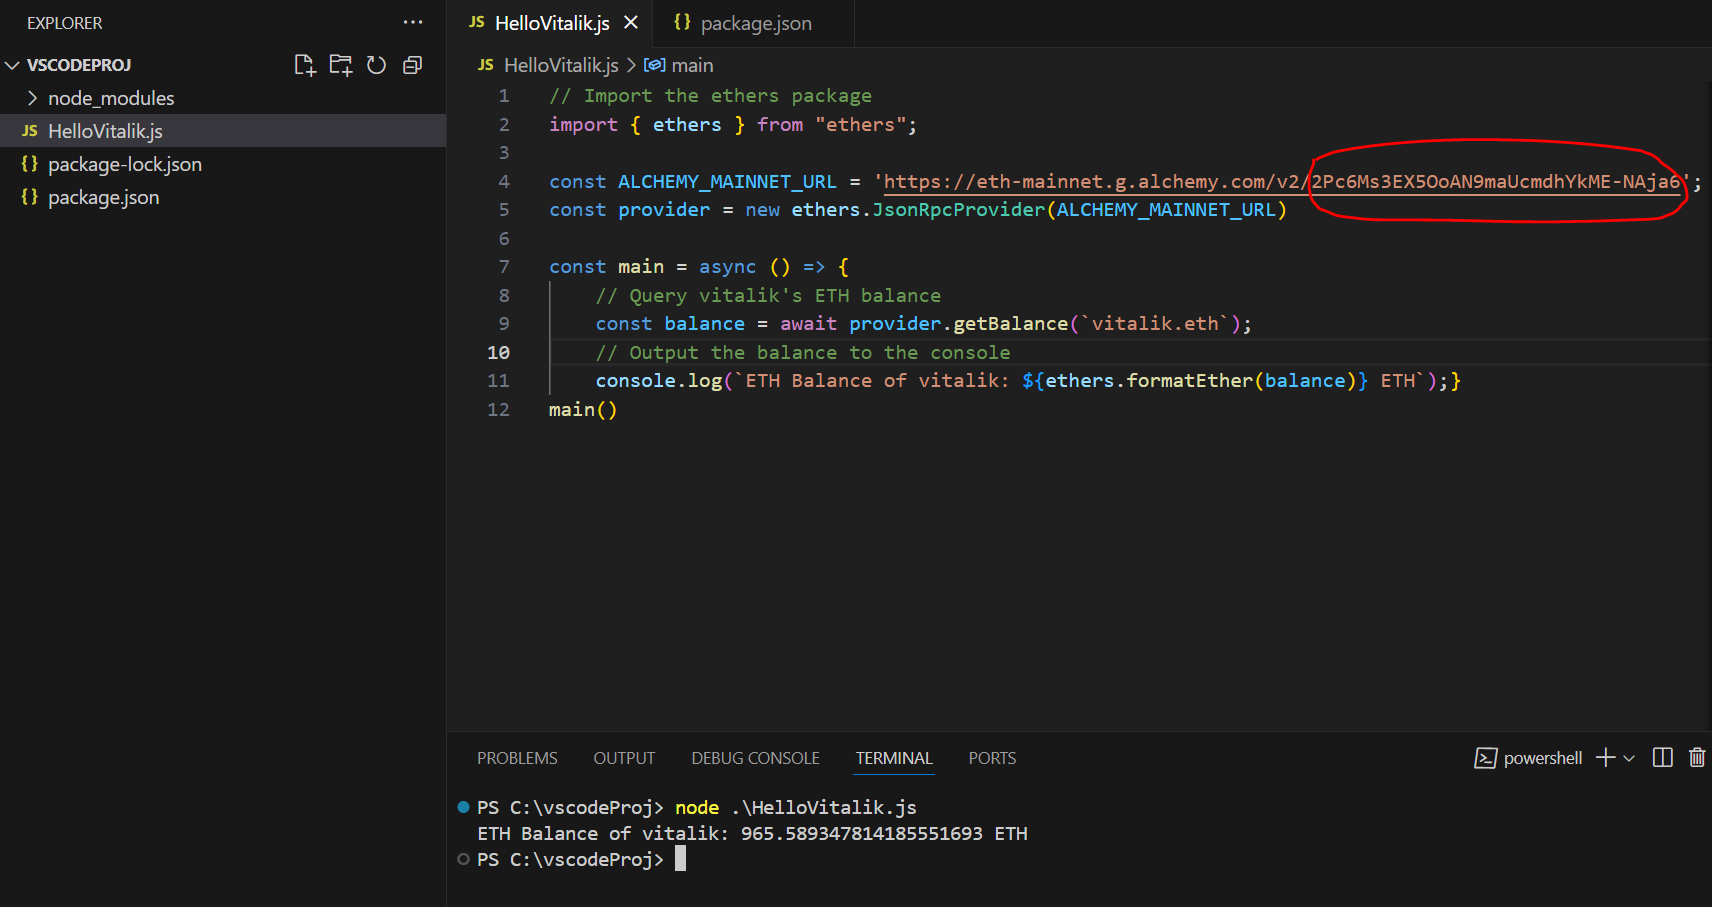 EXPLORER
VSCODEPROJ
node_modules
JS HelloVitalik.js
{} package-lock.json
{} package.json
JS HelloVitalik.js {} package.json
JS HelloVitalik.js > main
1 // Import the ethers package
2 import { ethers } from "ethers";
3
4 const ALCHEMY_MAINNET_URL = 'https://eth-mainnet.g.alchemy.com/v2/2Pc6Ms3EX5OoAN9maUcmdhYkME-NAja6';
5 const provider = new ethers.JsonRpcProvider(ALCHEMY_MAINNET_URL)
6
7 const main = async () => {
8 // Query vitalik's ETH balance
9 const balance = await provider.getBalance(`vitalik.eth`);
10 // Output the balance to the console
11 console.log(`ETH Balance of vitalik: ${ethers.formatEther(balance)} ETH`);}
12 main()
PROBLEMS OUTPUT DEBUG CONSOLE TERMINAL PORTS powershell
PS C:\vscodeProj> node .\HelloVitalik.js
ETH Balance of vitalik: 965.589347814185551693 ETH
PS C:\vscodeProj>